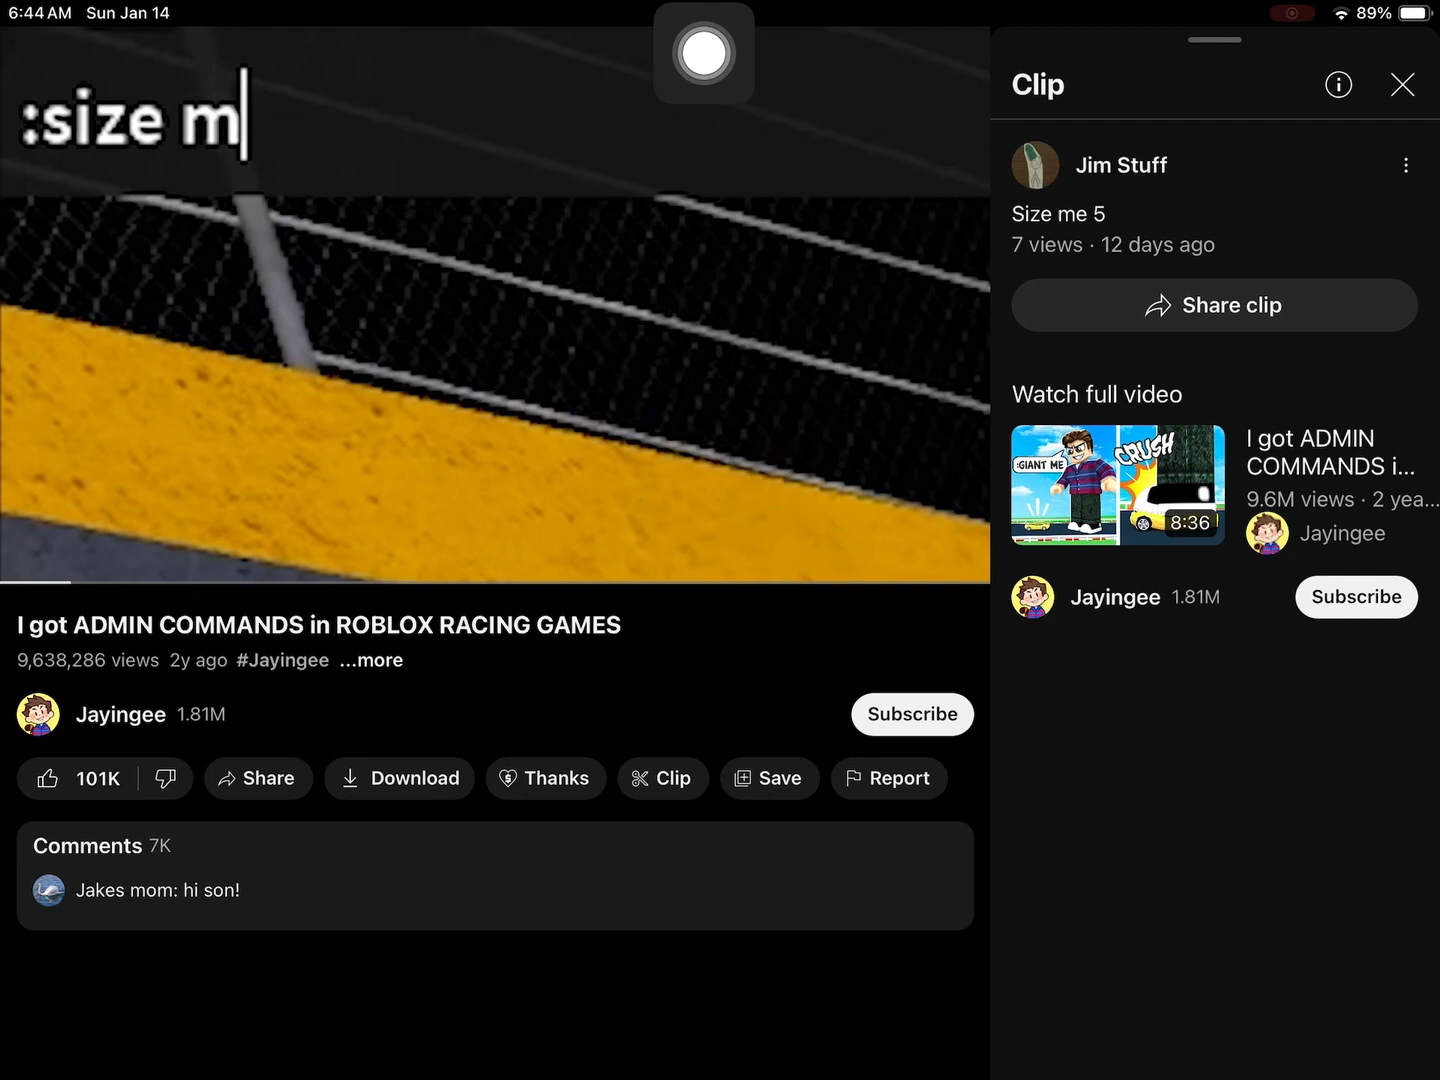 6:44 AM Sun Jan 14
89%
:size m
I got ADMIN COMMANDS in ROBLOX RACING GAMES
9,638,286 views 2y ago #Jayingee ...more
Jayingee 1.81M
Subscribe
101K
Share
Download
Thanks
Clip
Save
Report
Comments 7K
Jakes mom: hi son!
Clip
Jim Stuff
Size me 5
7 views · 12 days ago
Share clip
Watch full video
:GIANT ME
CRUSH
8:36
I got ADMIN
COMMANDS i...
9.6M views · 2 yea...
Jayingee
Jayingee 1.81M
Subscribe